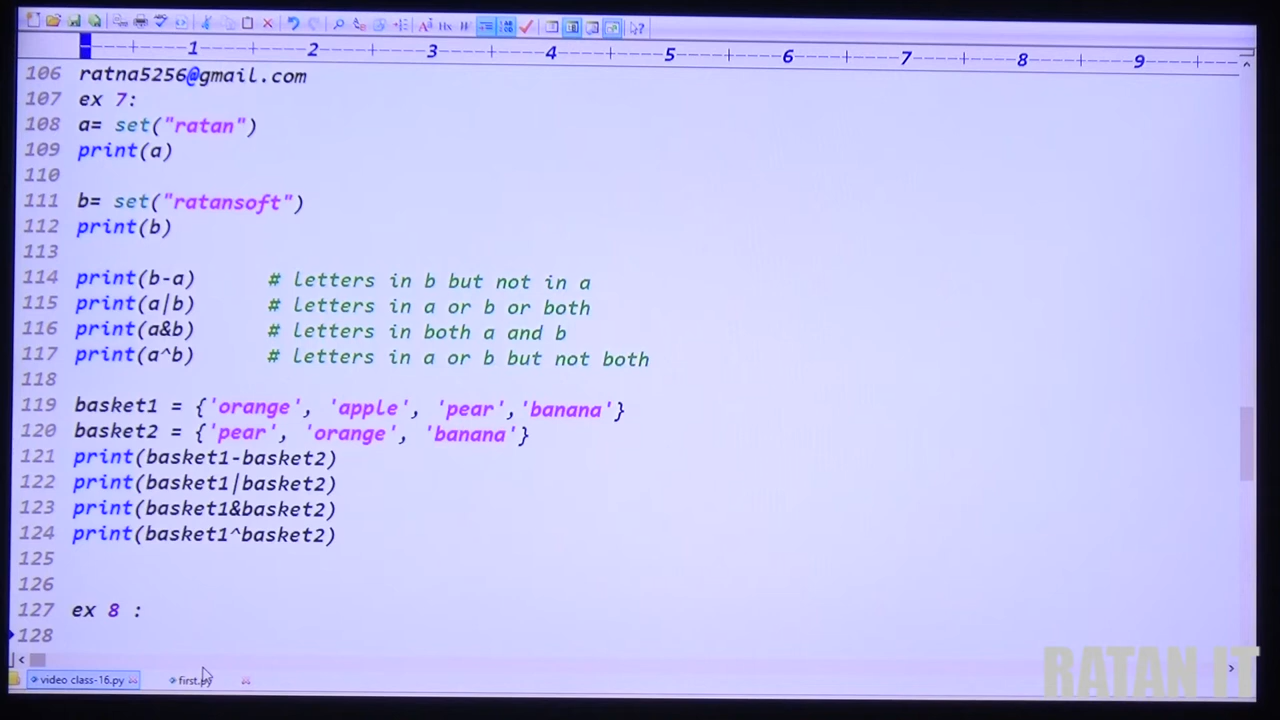 1 2 3 4 5 6 7 8 9
106 ratna5256@gmail.com
107 ex 7:
108 a= set("ratan")
109 print(a)
110
111 b= set("ratansoft")
112 print(b)
113
114 print(b-a) # letters in b but not in a
115 print(a|b) # letters in a or b or both
116 print(a&b) # letters in both a and b
117 print(a^b) # letters in a or b but not both
118
119 basket1 = {'orange', 'apple', 'pear','banana'}
120 basket2 = {'pear', 'orange', 'banana'}
121 print(basket1-basket2)
122 print(basket1|basket2)
123 print(basket1&basket2)
124 print(basket1^basket2)
125
126
127 ex 8 :
128
video class-16.py first.py
RATAN IT